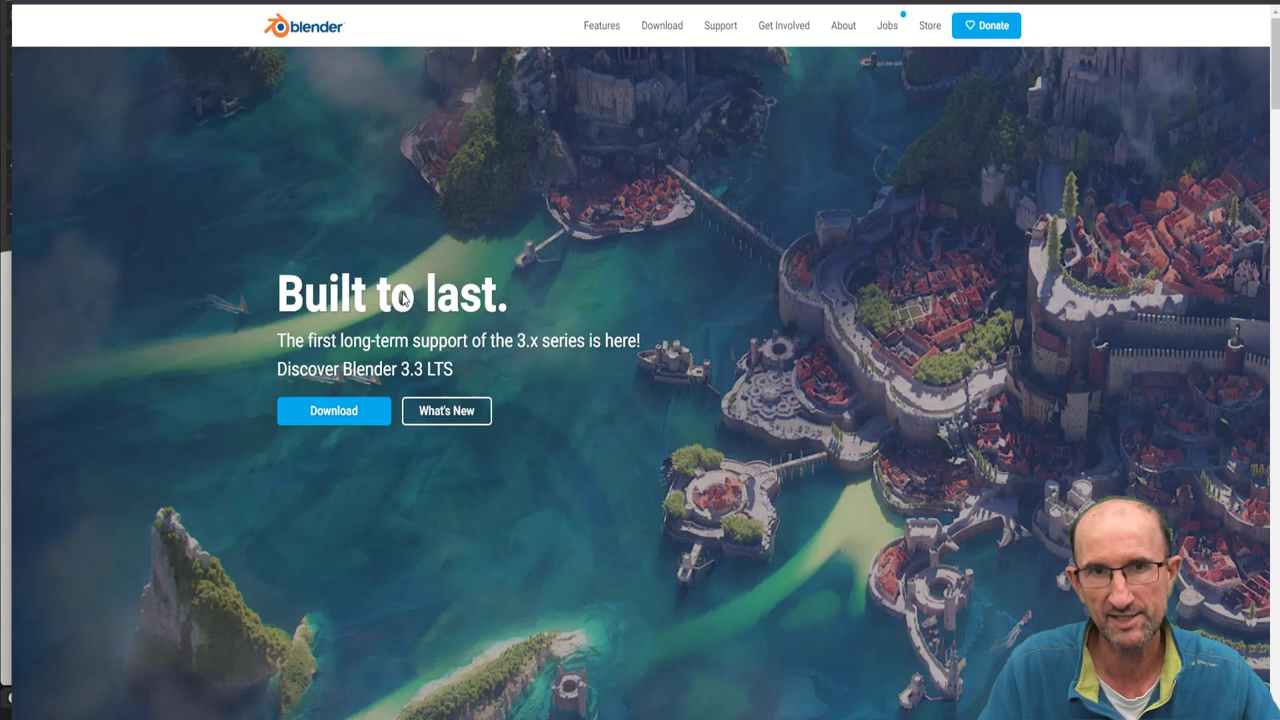 blender
Features
Download
Support
Get Involved
About
Jobs
Store
Donate
Built to last.
The first long-term support of the 3.x series is here!
Discover Blender 3.3 LTS
Download
What's New